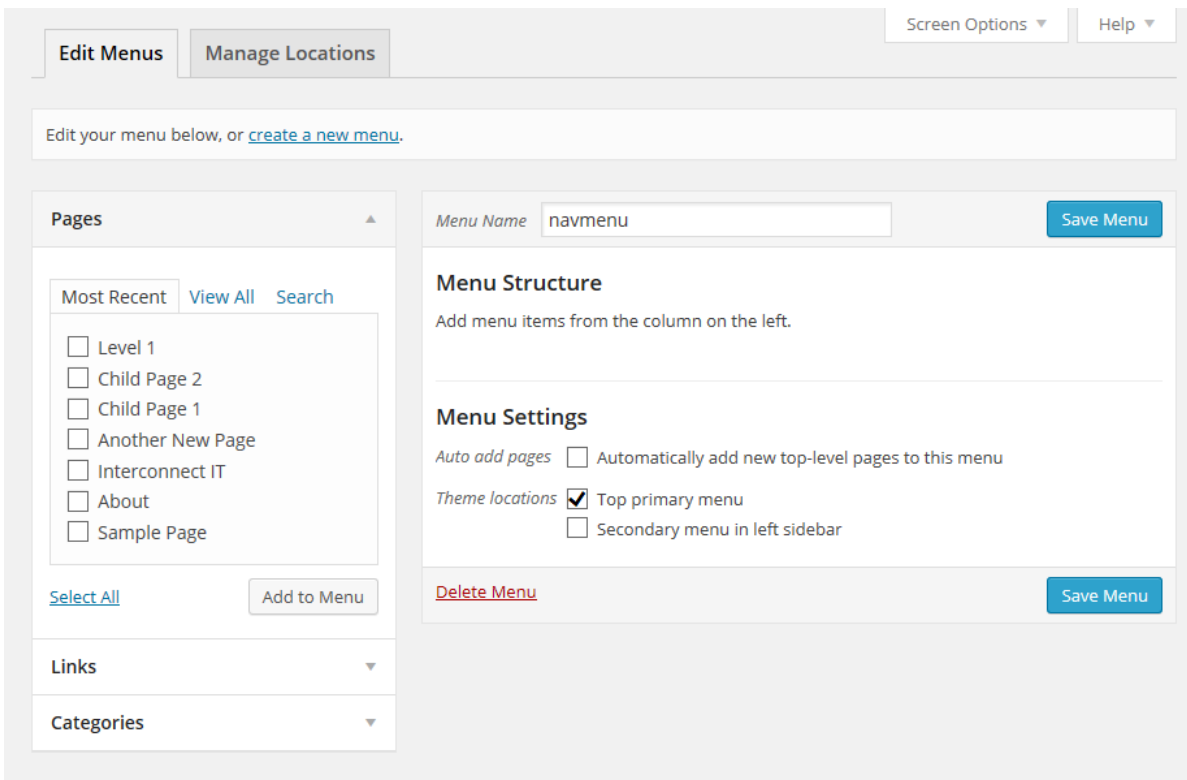 Screen Options
Help
Edit Menus
Manage Locations
Edit your menu below, or create a new menu.
Pages
Most Recent
View All
Search
Level 1
Child Page 2
Child Page 1
Another New Page
Interconnect IT
About
Sample Page
Select All
Add to Menu
Links
Categories
Menu Name
navmenu
Save Menu
Menu Structure
Add menu items from the column on the left.
Menu Settings
Auto add pages
Automatically add new top-level pages to this menu
Theme locations
Top primary menu
Secondary menu in left sidebar
Delete Menu
Save Menu